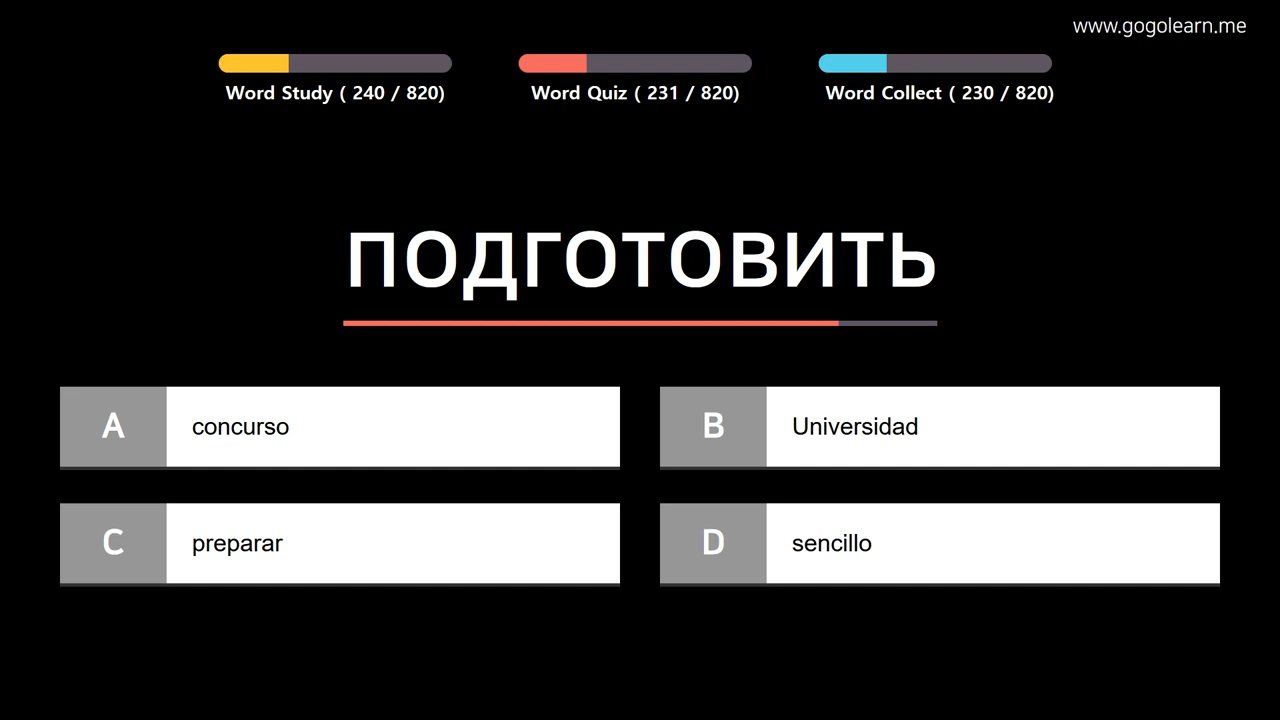 www.gogolearn.me
Word Study ( 240 / 820)
Word Quiz ( 231 / 820)
Word Collect ( 230 / 820)
подготовить
A
concurso
B
Universidad
C
preparar
D
sencillo